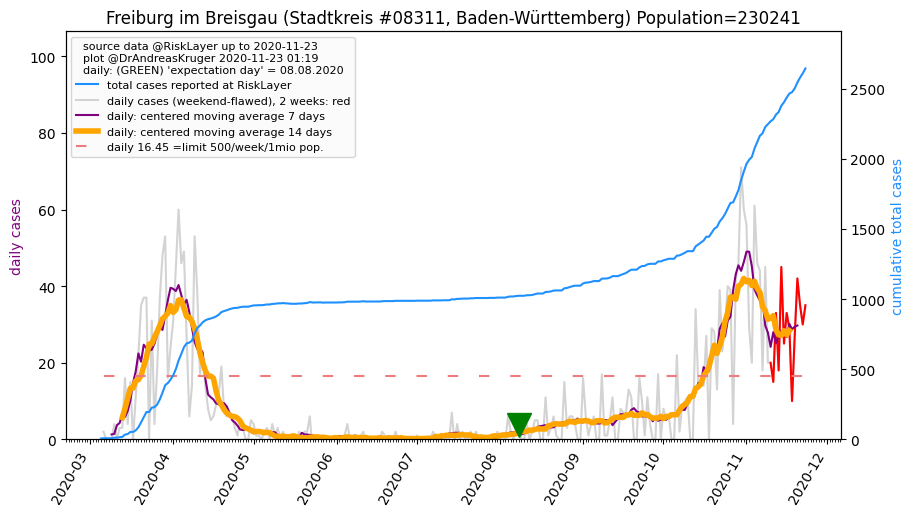 Freiburg im Breisgau (Stadtkreis #08311, Baden-Württemberg) Population=230241
source data @RiskLayer up to 2020-11-23
plot @DrAndreasKruger 2020-11-23 01:19
daily: (GREEN) 'expectation day' = 08.08.2020
total cases reported at RiskLayer
daily cases (weekend-flawed), 2 weeks: red
daily: centered moving average 7 days
daily: centered moving average 14 days
daily 16.45 =limit 500/week/1mio pop.
daily cases
100
80
60
40
20
0
cumulative total cases
2500
2000
1500
1000
500
0
2020-03
2020-04
2020-05
2020-06
2020-07
2020-08
2020-09
2020-10
2020-11
2020-12